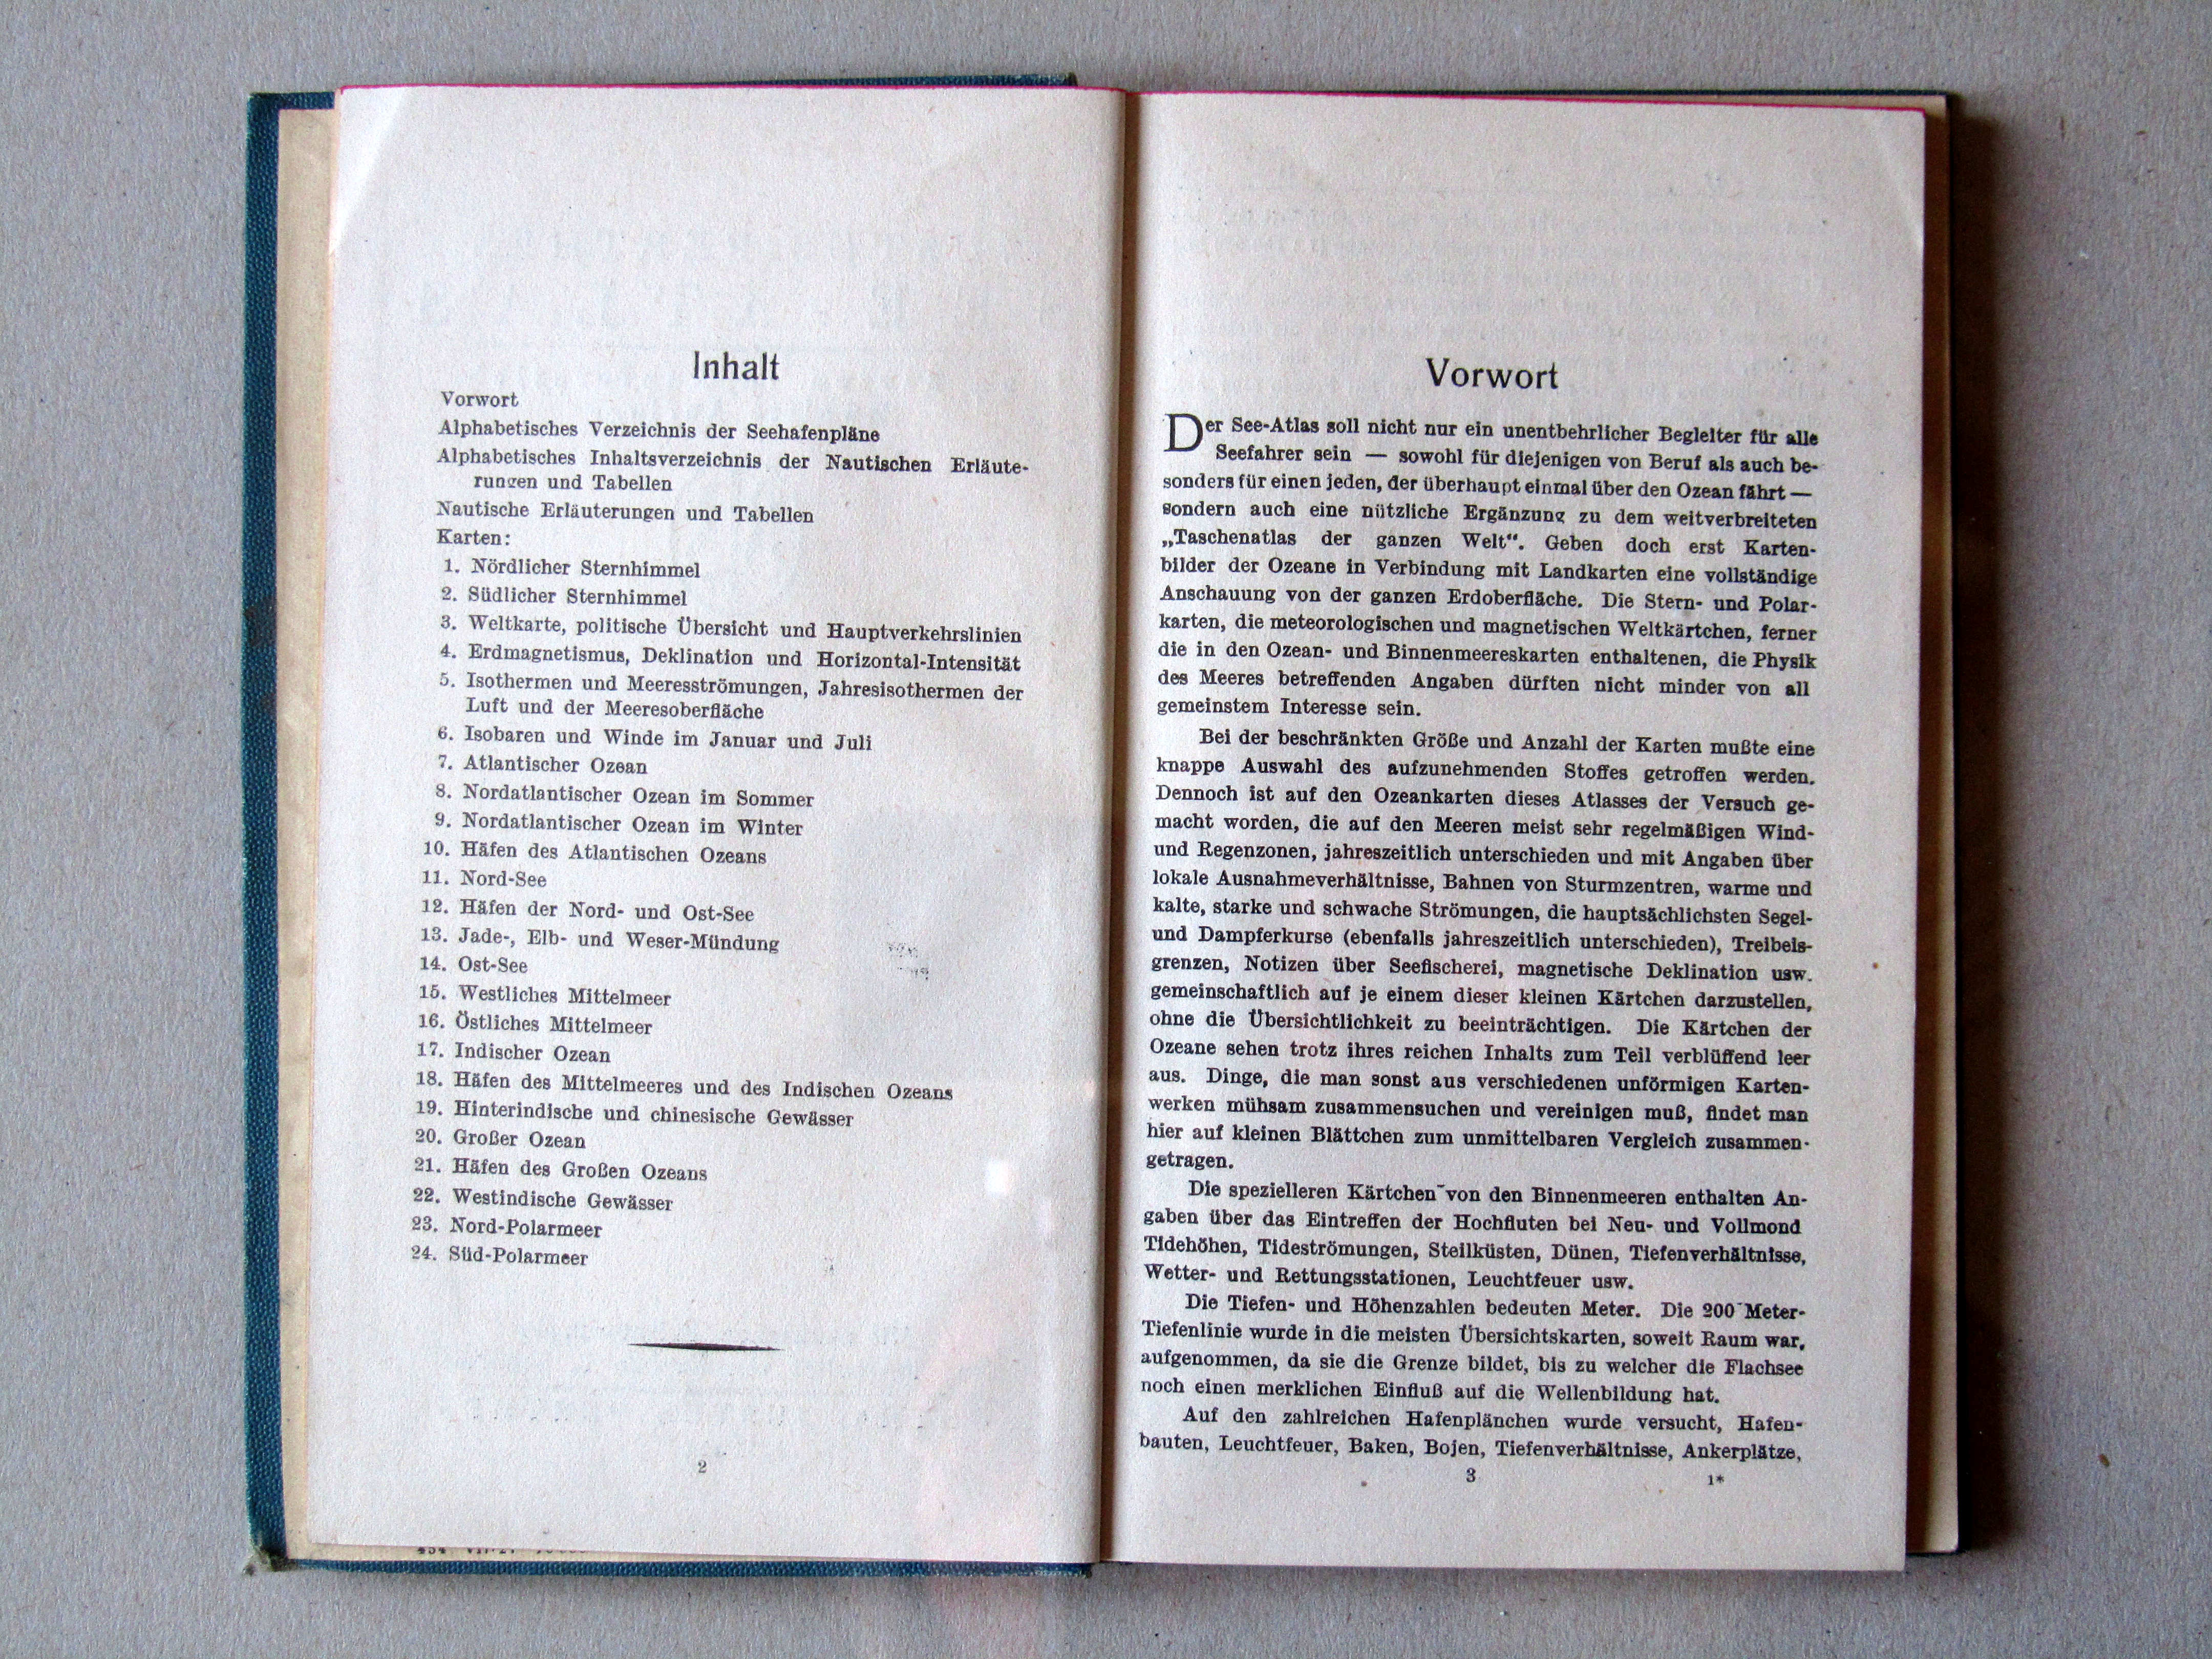 Inhalt
Vorwort
Alphabetisches Verzeichnis der Seehafenpläne
Alphabetisches Inhaltsverzeichnis der Nautischen Erläute-
rungen und Tabellen
Nautische Erläuterungen und Tabellen
Karten:
1. Nördlicher Sternhimmel
2. Südlicher Sternhimmel
3. Weltkarte, politische Übersicht und Hauptverkehrslinien
4. Erdmagnetismus, Deklination und Horizontal-Intensität
5. Isothermen und Meeresströmungen, Jahresisothermen der
Luft und der Meeresoberfläche
6. Isobaren und Winde im Januar und Juli
7. Atlantischer Ozean
8. Nordatlantischer Ozean im Sommer
9. Nordatlantischer Ozean im Winter
10. Häfen des Atlantischen Ozeans
11. Nord-See
12. Häfen der Nord- und Ost-See
13. Jade-, Elb- und Weser-Mündung
14. Ost-See
15. Westliches Mittelmeer
16. Östliches Mittelmeer
17. Indischer Ozean
18. Häfen des Mittelmeeres und des Indischen Ozeans
19. Hinterindische und chinesische Gewässer
20. Großer Ozean
21. Häfen des Großen Ozeans
22. Westindische Gewässer
23. Nord-Polarmeer
24. Süd-Polarmeer
2
Vorwort
Der See-Atlas soll nicht nur ein unentbehrlicher Begleiter für alle
Seefahrer sein — sowohl für diejenigen von Beruf als auch be-
sonders für einen jeden, der überhaupt einmal über den Ozean fährt —
sondern auch eine nützliche Ergänzung zu dem weitverbreiteten
„Taschenatlas der ganzen Welt“. Geben doch erst Karten-
bilder der Ozeane in Verbindung mit Landkarten eine vollständige
Anschauung von der ganzen Erdoberfläche. Die Stern- und Polar-
karten, die meteorologischen und magnetischen Weltkärtchen, ferner
die in den Ozean- und Binnenmeereskarten enthaltenen, die Physik
des Meeres betreffenden Angaben dürften nicht minder von all
gemeinstem Interesse sein.
Bei der beschränkten Größe und Anzahl der Karten mußte eine
knappe Auswahl des aufzunehmenden Stoffes getroffen werden.
Dennoch ist auf den Ozeankarten dieses Atlasses der Versuch ge-
macht worden, die auf den Meeren meist sehr regelmäßigen Wind-
und Regenzonen, jahreszeitlich unterschieden und mit Angaben über
lokale Ausnahmeverhältnisse, Bahnen von Sturmzentren, warme und
kalte, starke und schwache Strömungen, die hauptsächlichsten Segel-
und Dampferkurse (ebenfalls jahreszeitlich unterschieden), Treibeis-
grenzen, Notizen über Seefischerei, magnetische Deklination usw.
gemeinschaftlich auf je einem dieser kleinen Kärtchen darzustellen,
ohne die Übersichtlichkeit zu beeinträchtigen. Die Kärtchen der
Ozeane sehen trotz ihres reichen Inhalts zum Teil verblüffend leer
aus. Dinge, die man sonst aus verschiedenen unförmigen Karten-
werken mühsam zusammensuchen und vereinigen muß, findet man
hier auf kleinen Blättchen zum unmittelbaren Vergleich zusammen-
getragen.
Die spezielleren Kärtchen von den Binnenmeeren enthalten An-
gaben über das Eintreffen der Hochfluten bei Neu- und Vollmond
Tidehöhen, Tideströmungen, Steilküsten, Dünen, Tiefenverhältnisse,
Wetter- und Rettungsstationen, Leuchtfeuer usw.
Die Tiefen- und Höhenzahlen bedeuten Meter. Die 200 Meter-
Tiefenlinie wurde in die meisten Übersichtskarten, soweit Raum war,
aufgenommen, da sie die Grenze bildet, bis zu welcher die Flachsee
noch einen merklichen Einfluß auf die Wellenbildung hat.
Auf den zahlreichen Hafenplänchen wurde versucht, Hafen-
bauten, Leuchtfeuer, Baken, Bojen, Tiefenverhältnisse, Ankerplätze,
3
1*